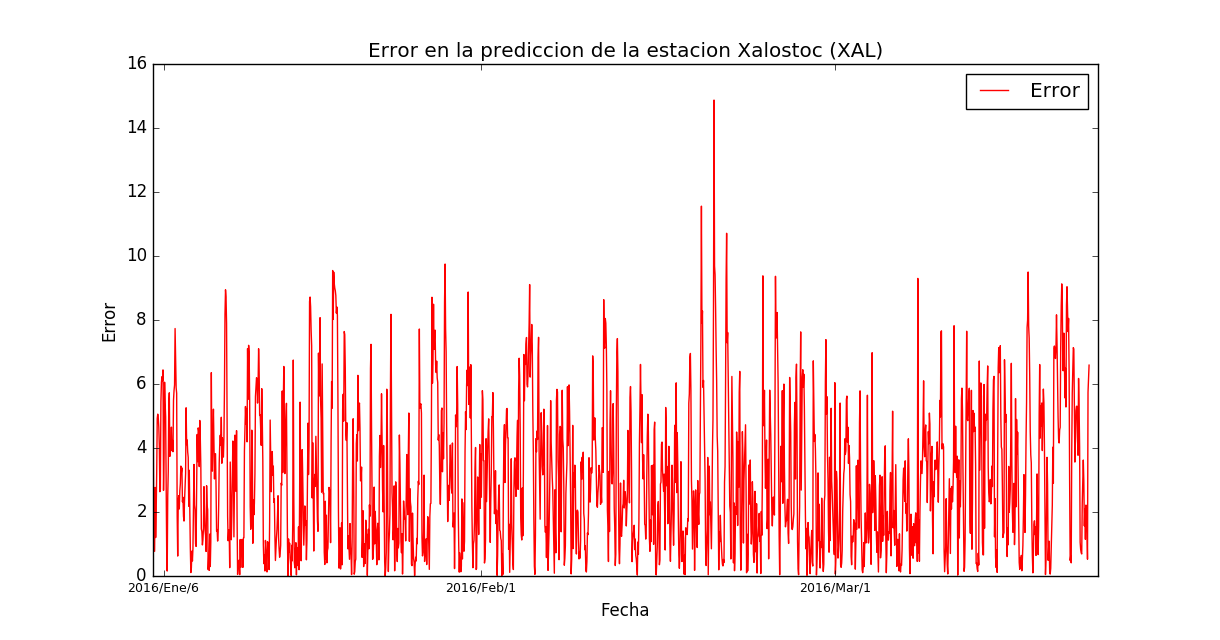 Error en la prediccion de la estacion Xalostoc (XAL)
Error
16
14
12
10
8
6
4
2
0
Error
2016/Ene/6
2016/Feb/1
2016/Mar/1
Fecha